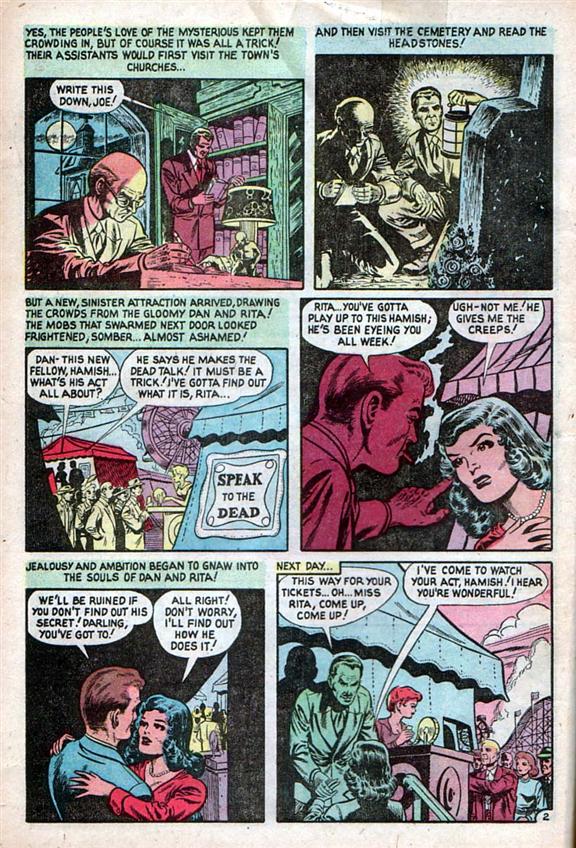 YES, THE PEOPLE'S LOVE OF THE MYSTERIOUS KEPT THEM
CROWDING IN, BUT OF COURSE IT WAS ALL A TRICK!
THEIR ASSISTANTS WOULD FIRST VISIT THE TOWN'S
CHURCHES...
WRITE THIS
DOWN, JOE!
AND THEN VISIT THE CEMETERY AND READ THE
HEADSTONES!
BUT A NEW, SINISTER ATTRACTION ARRIVED, DRAWING
THE CROWDS FROM THE GLOOMY DAN AND RITA!
THE MOBS THAT SWARMED NEXT DOOR LOOKED
FRIGHTENED, SOMBER... ALMOST ASHAMED!
DAN- THIS NEW
FELLOW, HAMISH...
WHAT'S HIS ACT
ALL ABOUT?
HE SAYS HE MAKES THE
DEAD TALK! IT MUST BE A
TRICK! I'VE GOTTA FIND OUT
WHAT IT IS, RITA...
SPEAK
TO THE
DEAD
RITA... YOU'VE GOTTA
PLAY UP TO THIS HAMISH;
HE'S BEEN EYEING YOU
ALL WEEK!
UGH-NOT ME! HE
GIVES ME THE
CREEPS!
JEALOUSY AND AMBITION BEGAN TO GNAW INTO
THE SOULS OF DAN AND RITA!
WE'LL BE RUINED IF
YOU DON'T FIND OUT HIS
SECRET! DARLING,
YOU'VE GOT TO!
ALL RIGHT!
DON'T WORRY,
I'LL FIND OUT
HOW HE
DOES IT!
NEXT DAY...
THIS WAY FOR YOUR
TICKETS... OH... MISS
RITA, COME UP,
COME UP!
I'VE COME TO WATCH
YOUR ACT, HAMISH! I HEAR
YOU'RE WONDERFUL!
2